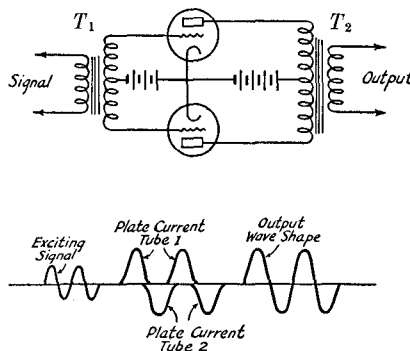 T1
T2
Signal
Output
Plate Current
Tube 1
Exciting
Signal
Output
Wave Shape
Plate Current
Tube 2